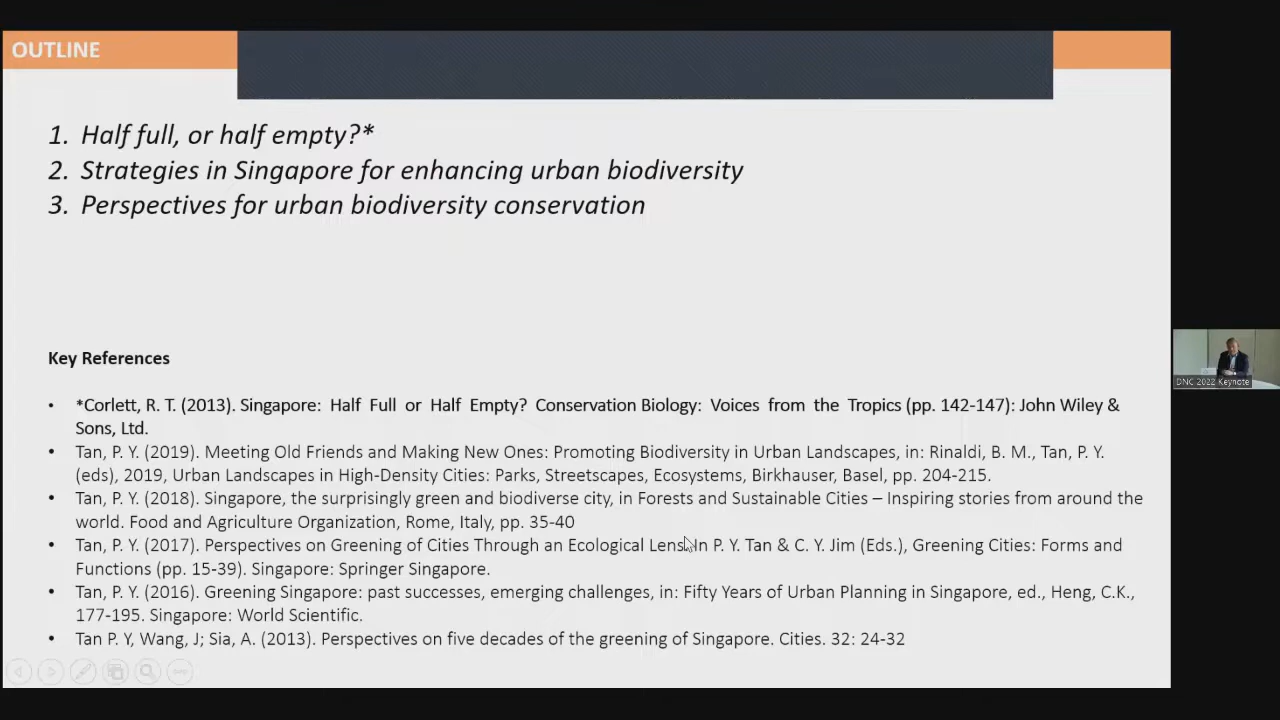 OUTLINE
1. Half full, or half empty?*
2. Strategies in Singapore for enhancing urban biodiversity
3. Perspectives for urban biodiversity conservation
Key References
• *Corlett, R. T. (2013). Singapore: Half Full or Half Empty? Conservation Biology: Voices from the Tropics (pp. 142-147): John Wiley &
Sons, Ltd.
• Tan, P. Y. (2019). Meeting Old Friends and Making New Ones: Promoting Biodiversity in Urban Landscapes, in: Rinaldi, B. M., Tan, P. Y.
(eds), 2019, Urban Landscapes in High-Density Cities: Parks, Streetscapes, Ecosystems, Birkhauser, Basel, pp. 204-215.
• Tan, P. Y. (2018). Singapore, the surprisingly green and biodiverse city, in Forests and Sustainable Cities – Inspiring stories from around the
world. Food and Agriculture Organization, Rome, Italy, pp. 35-40
• Tan, P. Y. (2017). Perspectives on Greening of Cities Through an Ecological Lens. In P. Y. Tan & C. Y. Jim (Eds.), Greening Cities: Forms and
Functions (pp. 15-39). Singapore: Springer Singapore.
• Tan, P. Y. (2016). Greening Singapore: past successes, emerging challenges, in: Fifty Years of Urban Planning in Singapore, ed., Heng, C.K.,
177-195. Singapore: World Scientific.
• Tan P. Y, Wang, J; Sia, A. (2013). Perspectives on five decades of the greening of Singapore. Cities. 32: 24-32
DNC 2022 Keynote